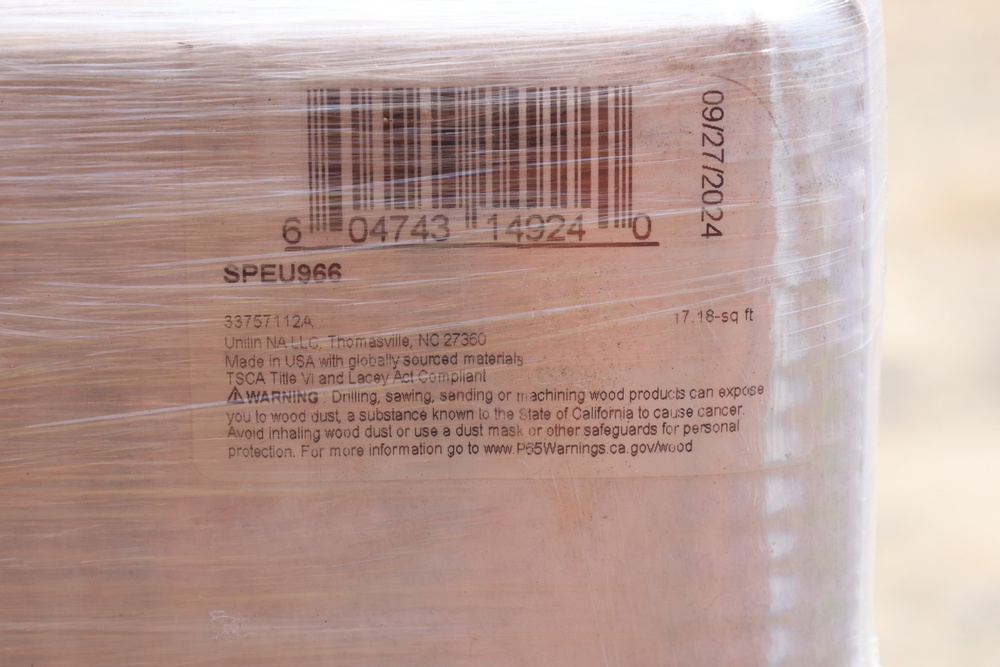 6 04743 14924 0
09/27/2024
SPEU966
33757112A
17.18-sq ft
Unilin NA LLC, Thomasville, NC 27360
Made in USA with globally sourced materials
TSCA Title VI and Lacey Act Compliant
⚠WARNING: Drilling, sawing, sanding or machining wood products can expose
you to wood dust, a substance known to the State of California to cause cancer.
Avoid inhaling wood dust or use a dust mask or other safeguards for personal
protection. For more information go to www.P65Warnings.ca.gov/wood